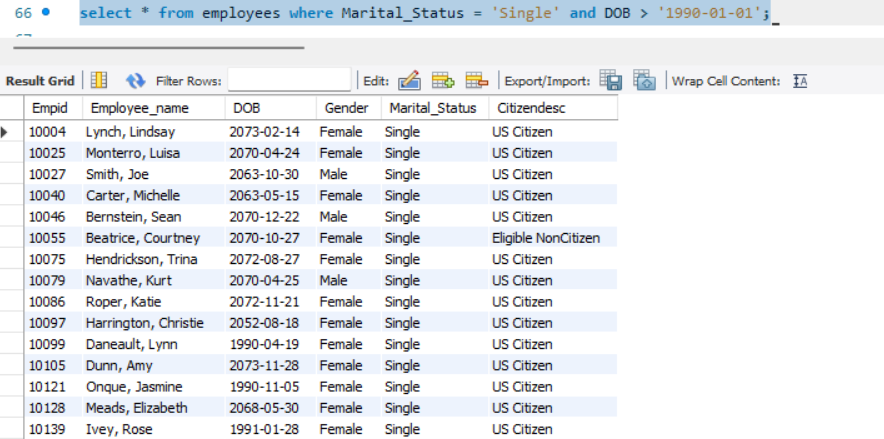 66 select * from employees where Marital_Status = 'Single' and DOB > '1990-01-01';
Result Grid Filter Rows: Edit: Export/Import: Wrap Cell Content: IA
Empid Employee_name DOB Gender Marital_Status Citizendesc
10004 Lynch, Lindsay 2073-02-14 Female Single US Citizen
10025 Monterro, Luisa 2070-04-24 Female Single US Citizen
10027 Smith, Joe 2063-10-30 Male Single US Citizen
10040 Carter, Michelle 2063-05-15 Female Single US Citizen
10046 Bernstein, Sean 2070-12-22 Male Single US Citizen
10055 Beatrice, Courtney 2070-10-27 Female Single Eligible NonCitizen
10075 Hendrickson, Trina 2072-08-27 Female Single US Citizen
10079 Navathe, Kurt 2070-04-25 Male Single US Citizen
10086 Roper, Katie 2072-11-21 Female Single US Citizen
10097 Harrington, Christie 2052-08-18 Female Single US Citizen
10099 Daneault, Lynn 1990-04-19 Female Single US Citizen
10105 Dunn, Amy 2073-11-28 Female Single US Citizen
10121 Onque, Jasmine 1990-11-05 Female Single US Citizen
10128 Meads, Elizabeth 2068-05-30 Female Single US Citizen
10139 Ivey, Rose 1991-01-28 Female Single US Citizen